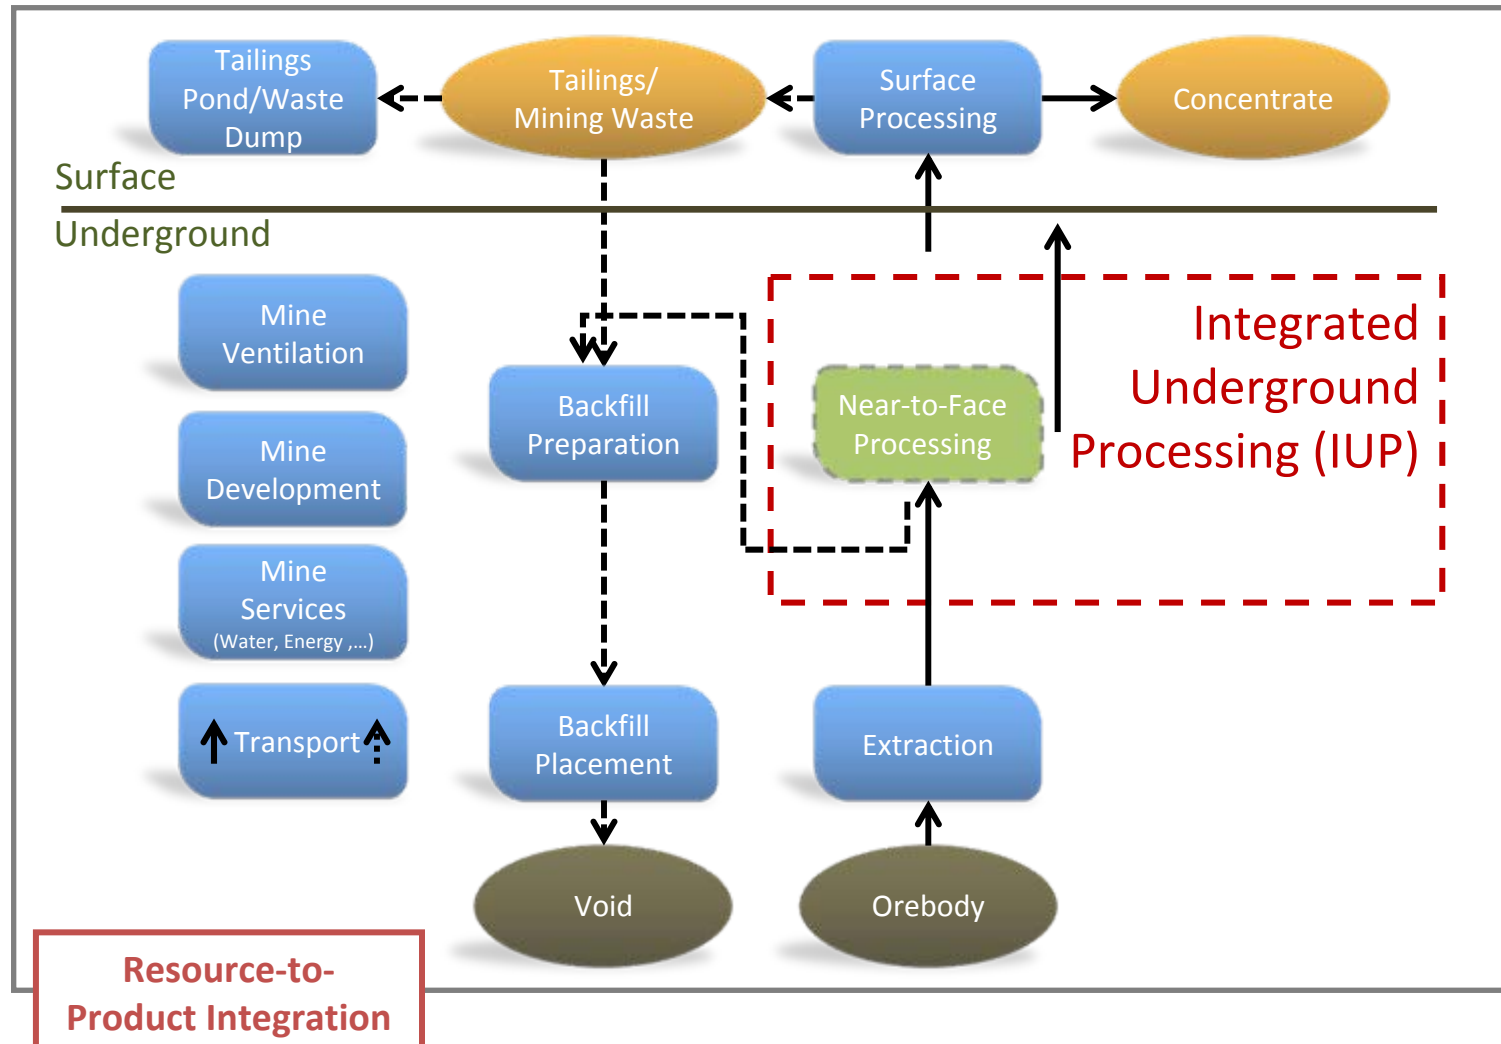 Tailings
Pond/Waste
Dump
Tailings/
Mining Waste
Surface
Processing
Concentrate
Surface
Underground
Mine
Ventilation
Mine
Development
Mine
Services
(Water, Energy ,...)
Transport
Backfill
Preparation
Backfill
Placement
Void
Near-to-Face
Processing
Integrated
Underground
Processing (IUP)
Extraction
Orebody
Resource-to-
Product Integration